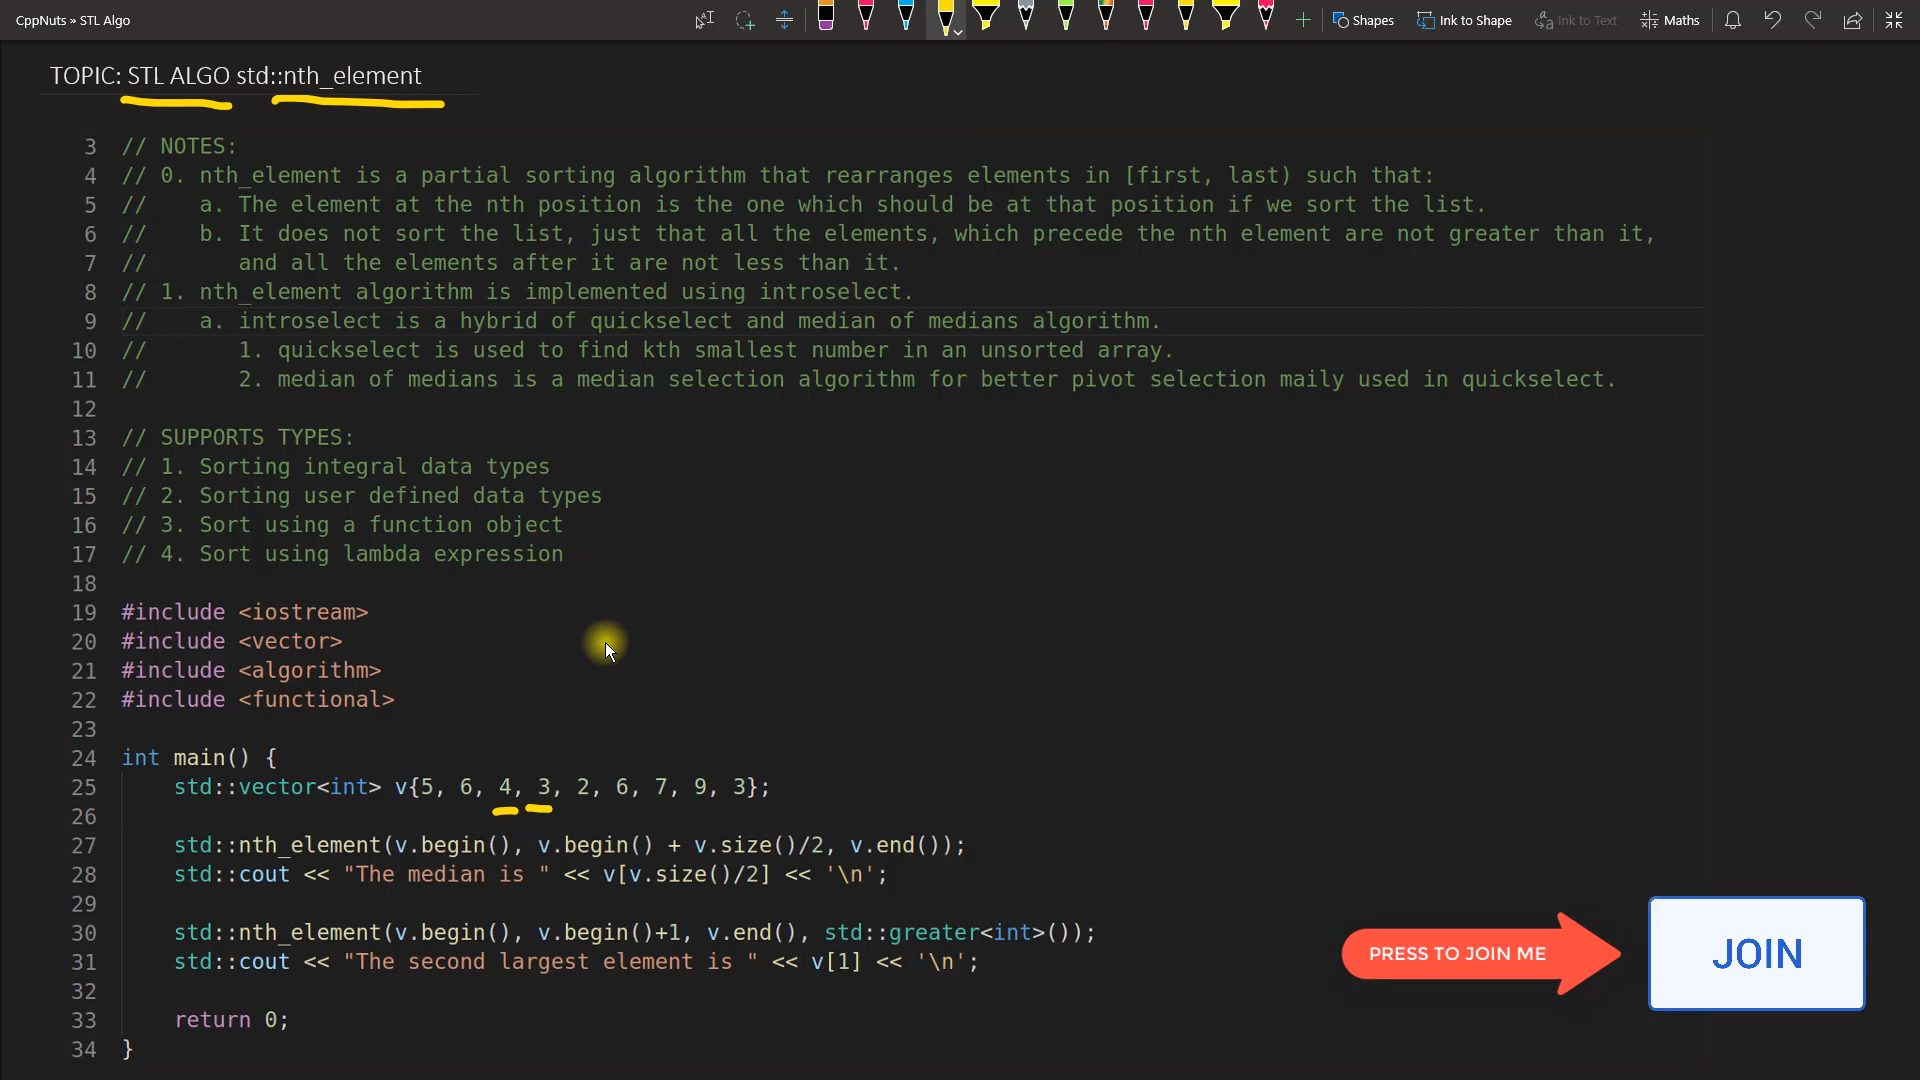 CppNuts » STL Algo
Shapes
Ink to Shape
Ink to Text
Maths
TOPIC: STL ALGO std::nth_element
3 // NOTES:
4 // 0. nth_element is a partial sorting algorithm that rearranges elements in [first, last) such that:
5 //    a. The element at the nth position is the one which should be at that position if we sort the list.
6 //    b. It does not sort the list, just that all the elements, which precede the nth element are not greater than it,
7 //       and all the elements after it are not less than it.
8 // 1. nth_element algorithm is implemented using introselect.
9 //    a. introselect is a hybrid of quickselect and median of medians algorithm.
10 //       1. quickselect is used to find kth smallest number in an unsorted array.
11 //       2. median of medians is a median selection algorithm for better pivot selection maily used in quickselect.
12
13 // SUPPORTS TYPES:
14 // 1. Sorting integral data types
15 // 2. Sorting user defined data types
16 // 3. Sort using a function object
17 // 4. Sort using lambda expression
18
19 #include <iostream>
20 #include <vector>
21 #include <algorithm>
22 #include <functional>
23
24 int main() {
25     std::vector<int> v{5, 6, 4, 3, 2, 6, 7, 9, 3};
26
27     std::nth_element(v.begin(), v.begin() + v.size()/2, v.end());
28     std::cout << "The median is " << v[v.size()/2] << '\n';
29
30     std::nth_element(v.begin(), v.begin()+1, v.end(), std::greater<int>());
31     std::cout << "The second largest element is " << v[1] << '\n';
32
33     return 0;
34 }
PRESS TO JOIN ME
JOIN